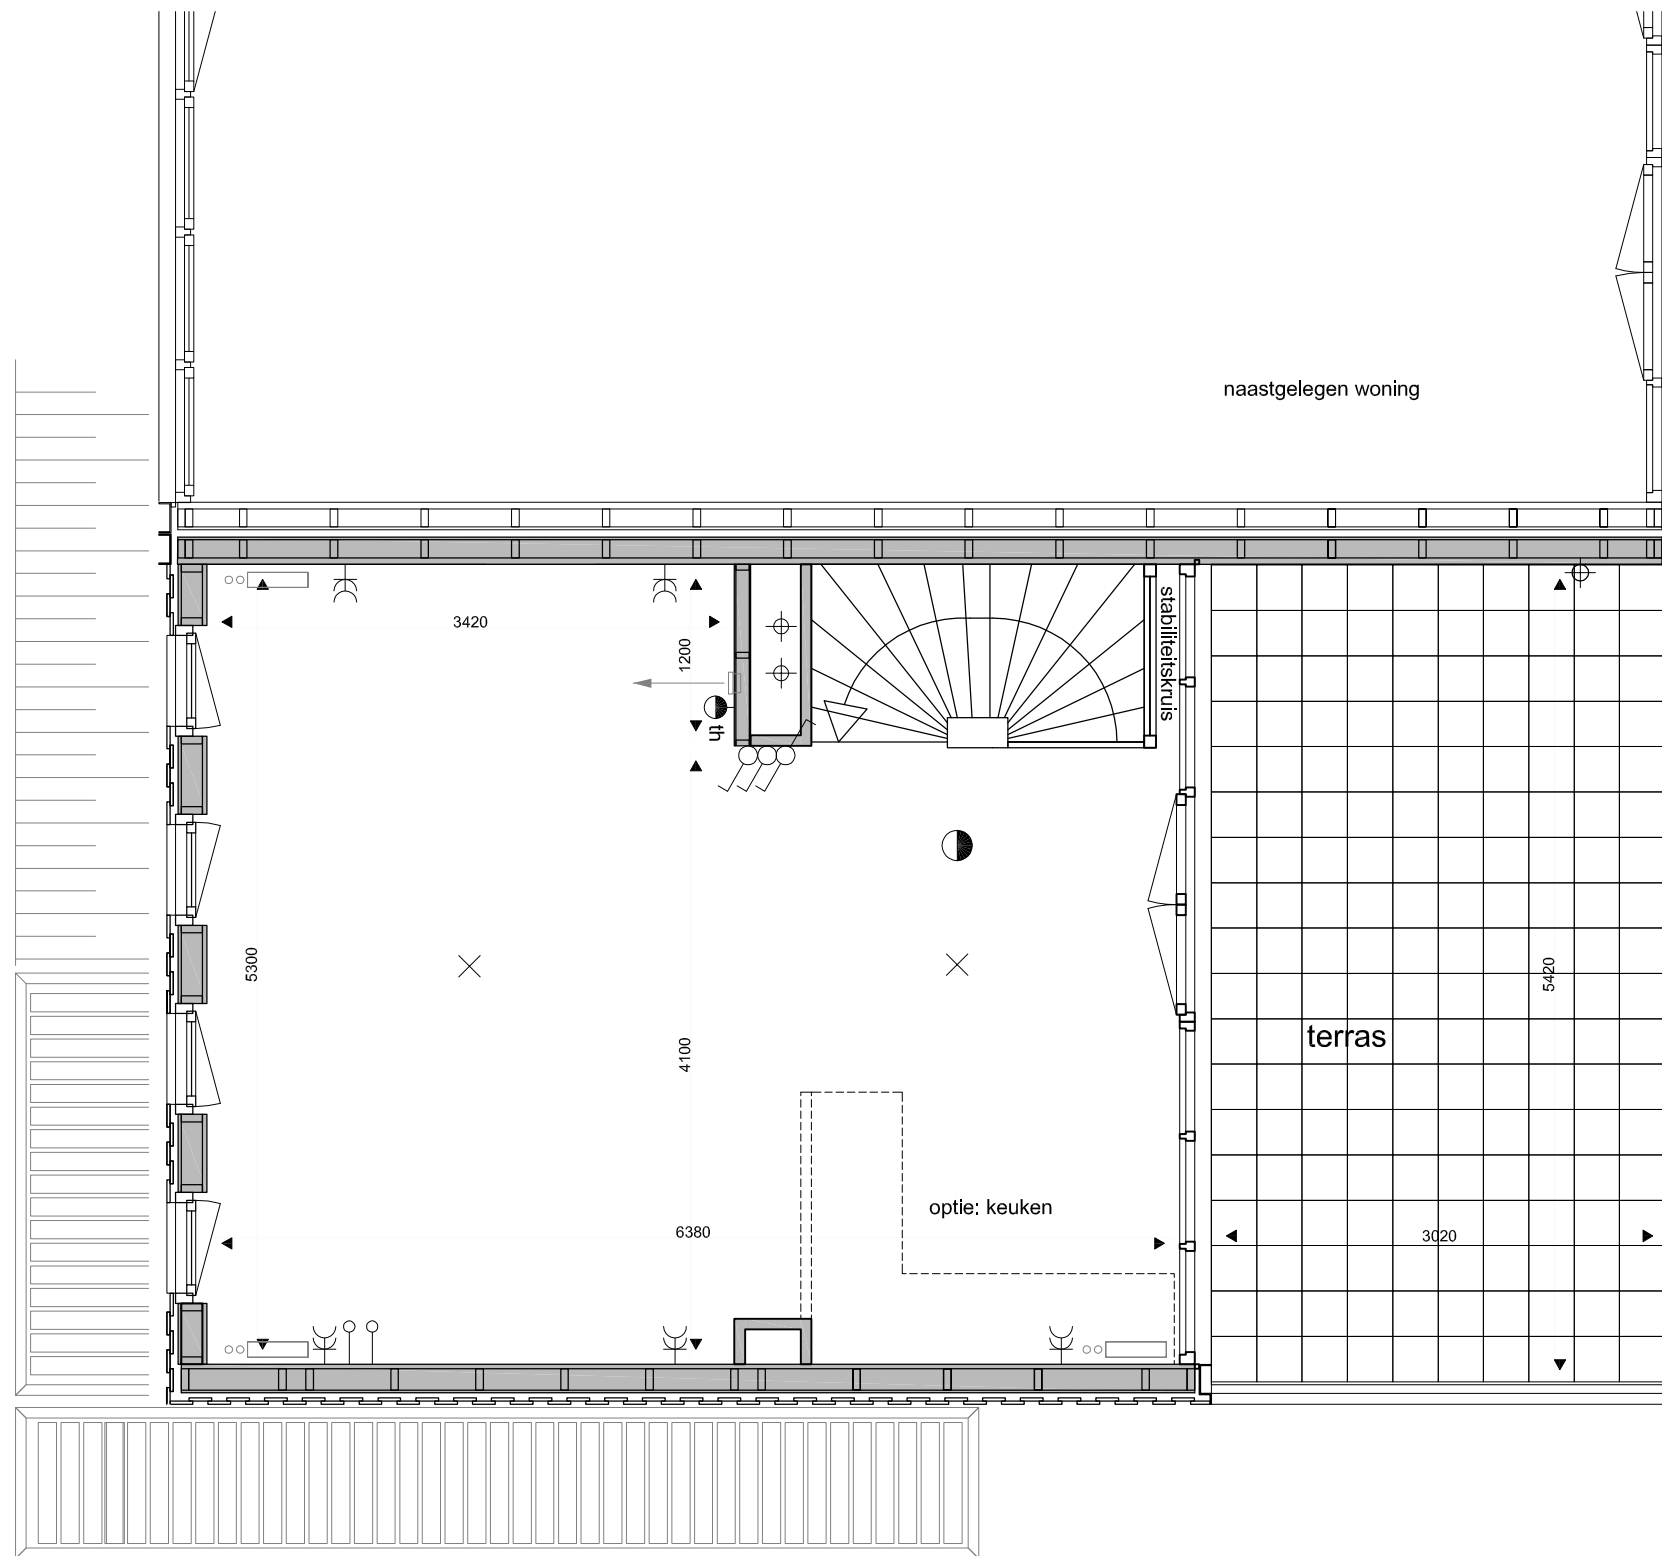 naastgelegen woning
3420
1200
stabiliteitskruis
th
5300
5420
terras
4100
optie: keuken
6380
3020